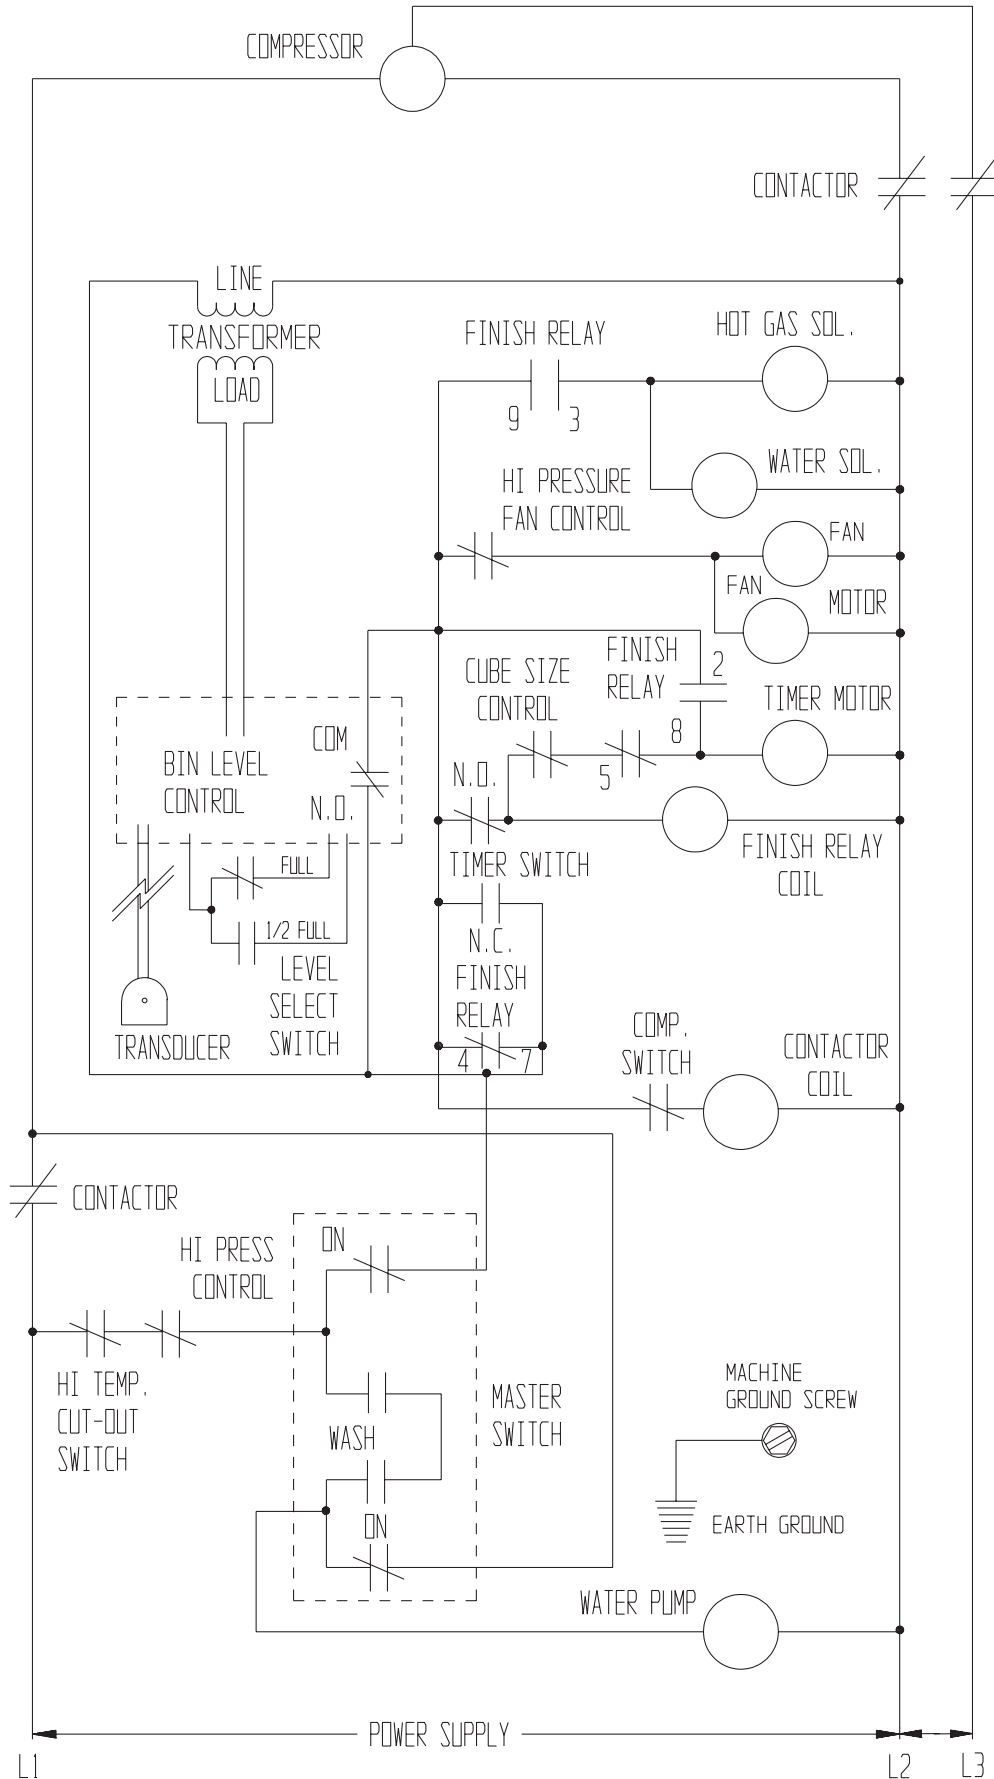 COMPRESSOR
CONTACTOR
LINE
TRANSFORMER
LOAD
FINISH RELAY
9 3
HOT GAS SOL.
WATER SOL.
HI PRESSURE
FAN CONTROL
FAN
FAN
MOTOR
CUBE SIZE
CONTROL
FINISH
RELAY
2
8
5
TIMER MOTOR
COM
BIN LEVEL
CONTROL
N.O.
N.O.
TIMER SWITCH
FINISH RELAY
COIL
FULL
1/2 FULL
LEVEL
SELECT
SWITCH
TRANSDUCER
N.C.
FINISH
RELAY
4 7
COMP.
SWITCH
CONTACTOR
COIL
CONTACTOR
HI PRESS
CONTROL
ON
HI TEMP.
CUT-OUT
SWITCH
WASH
ON
MASTER
SWITCH
MACHINE
GROUND SCREW
EARTH GROUND
WATER PUMP
POWER SUPPLY
L1 L2 L3